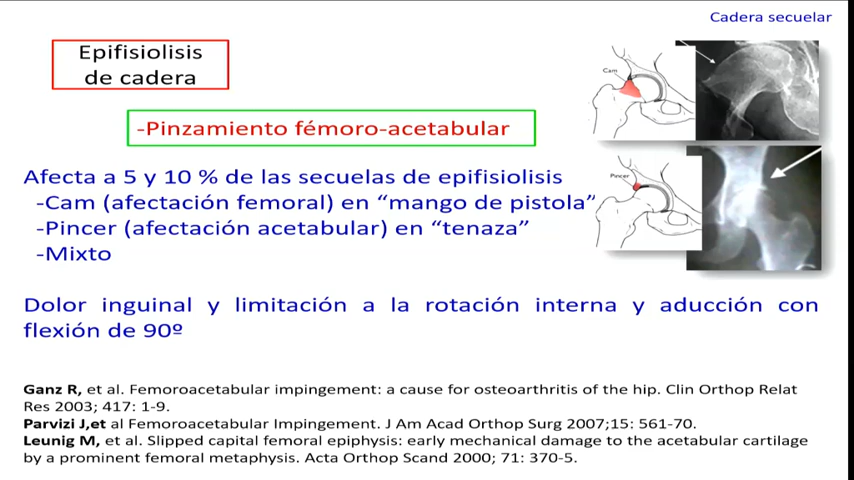 Cadera secuelar
Epifisiolisis
de cadera
-Pinzamiento fémoro-acetabular
Afecta a 5 y 10 % de las secuelas de epifisiolisis
-Cam (afectación femoral) en “mango de pistola”
-Pincer (afectación acetabular) en “tenaza”
-Mixto
Cam
Pincer
Dolor inguinal y limitación a la rotación interna y aducción con
flexión de 90º
Ganz R, et al. Femoroacetabular impingement: a cause for osteoarthritis of the hip. Clin Orthop Relat
Res 2003; 417: 1-9.
Parvizi J,et al Femoroacetabular Impingement. J Am Acad Orthop Surg 2007;15: 561-70.
Leunig M, et al. Slipped capital femoral epiphysis: early mechanical damage to the acetabular cartilage
by a prominent femoral metaphysis. Acta Orthop Scand 2000; 71: 370-5.